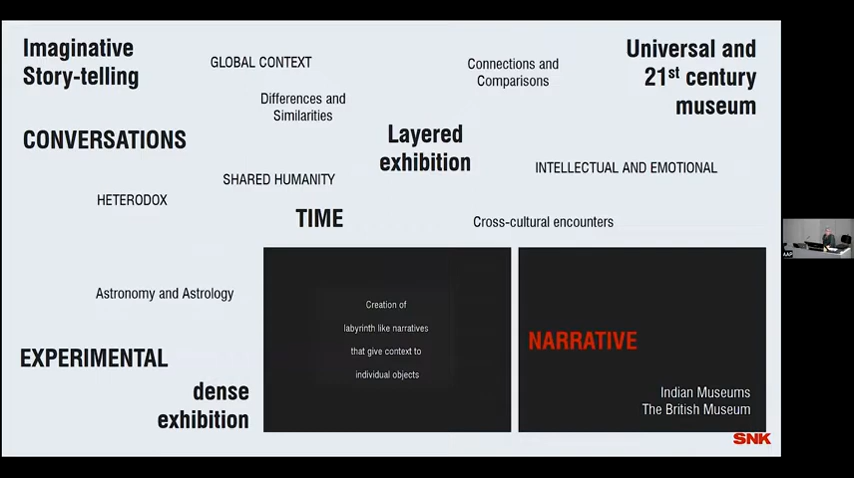 Imaginative
Story-telling
GLOBAL CONTEXT
Connections and
Comparisons
Universal and
21st century
museum
Differences and
Similarities
CONVERSATIONS
Layered
exhibition
INTELLECTUAL AND EMOTIONAL
SHARED HUMANITY
HETERODOX
TIME
Cross-cultural encounters
Astronomy and Astrology
Creation of
labyrinth like narratives
that give context to
individual objects
NARRATIVE
EXPERIMENTAL
dense
exhibition
Indian Museums
The British Museum
SNK
AAP